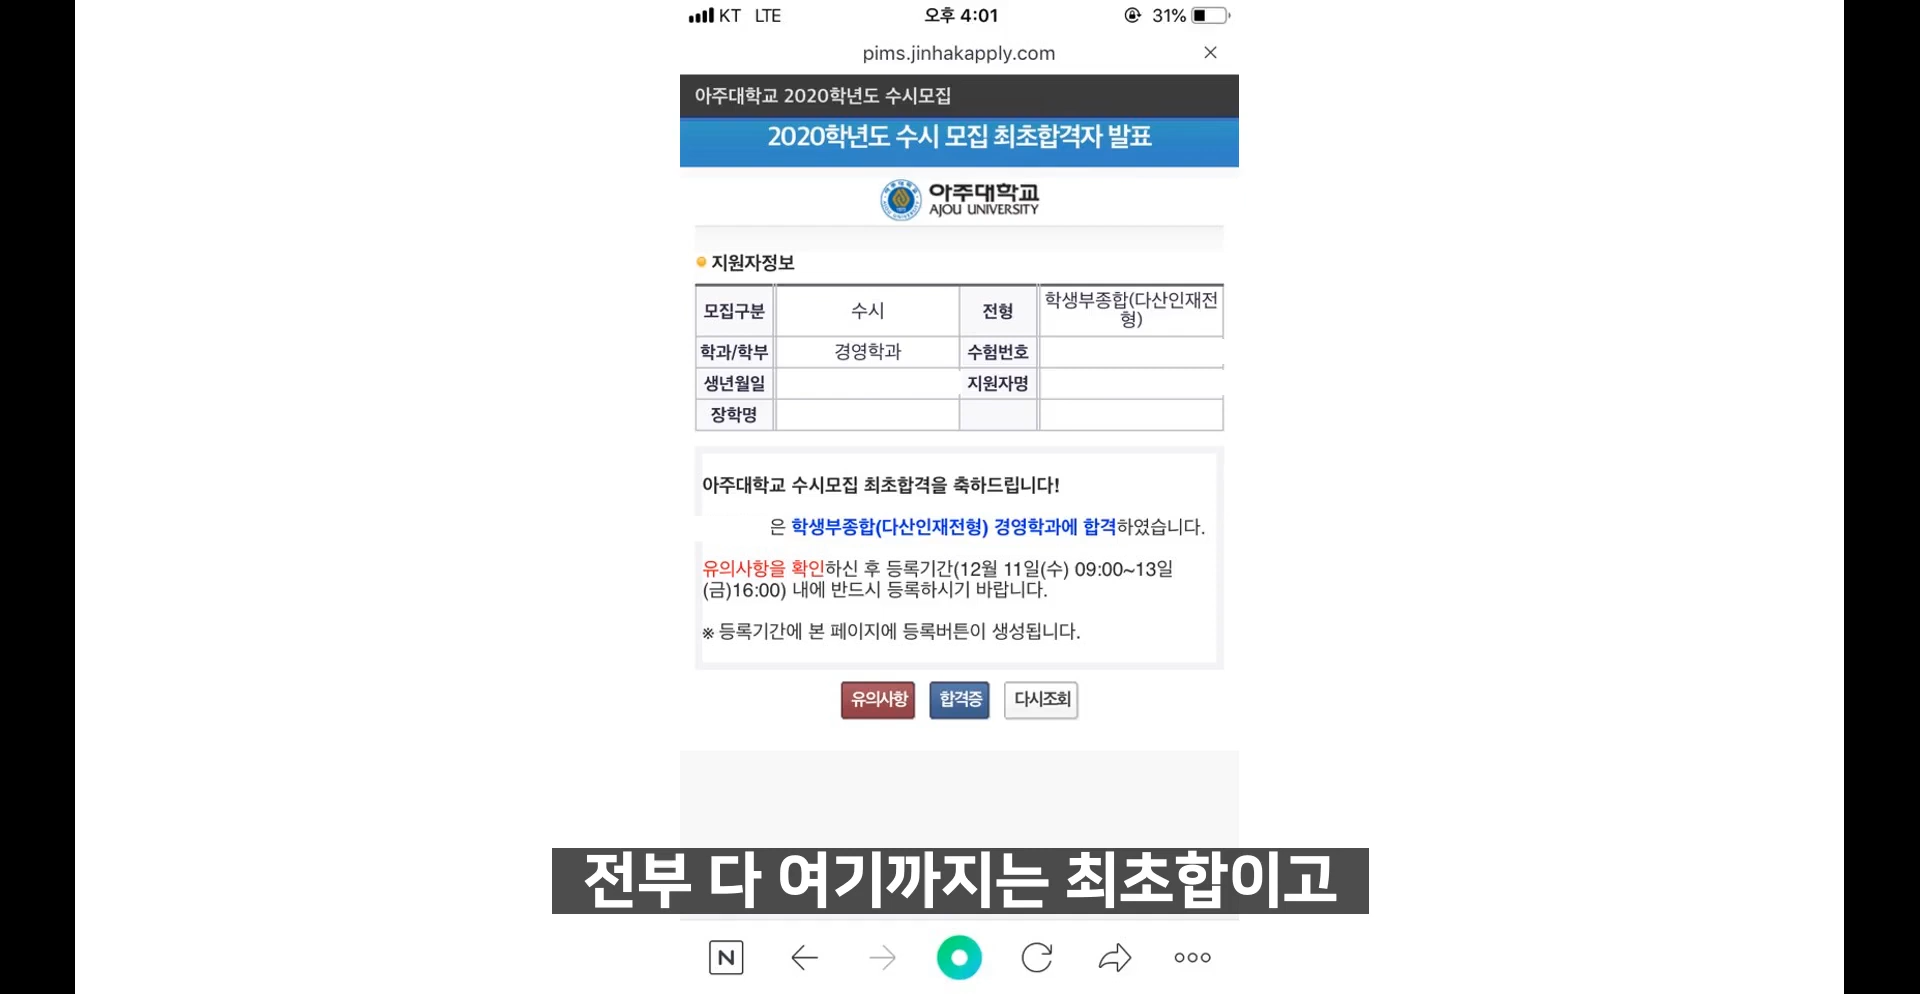 KT LTE 오후 4:01 31%
pims.jinhakapply.com
아주대학교 2020학년도 수시모집
2020학년도 수시 모집 최초합격자 발표
아주대학교
AJOU UNIVERSITY
지원자정보
모집구분 수시 전형 학생부종합(다산인재전
형)
학과/학부 경영학과 수험번호
생년월일 지원자명
장학명
아주대학교 수시모집 최초합격을 축하드립니다!
은 학생부종합(다산인재전형) 경영학과에 합격하였습니다.
유의사항을 확인하신 후 등록기간(12월 11일(수) 09:00~13일
(금)16:00) 내에 반드시 등록하시기 바랍니다.
※ 등록기간에 본 페이지에 등록버튼이 생성됩니다.
유의사항 합격증 다시조회
전부 다 여기까지는 최초합이고
N